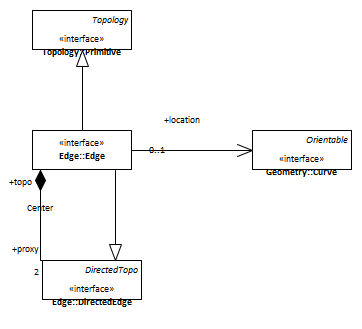 Topology
«interface»
Topology::Primitive
+location
«interface»
Edge::Edge
0..1
Orientable
«interface»
Geometry::Curve
+topo
Center
+proxy
2
DirectedTopo
«interface»
Edge::DirectedEdge